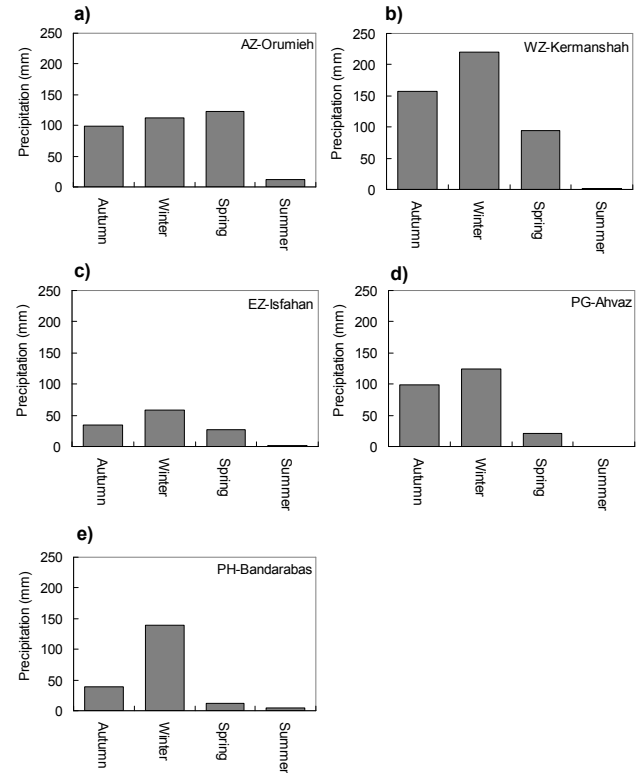 a)
AZ-Orumieh
Precipitation (mm)
250
200
150
100
50
0
Autumn
Winter
Spring
Summer
b)
WZ-Kermanshah
Precipitation (mm)
250
200
150
100
50
0
Autumn
Winter
Spring
Summer
c)
EZ-Isfahan
Precipitation (mm)
250
200
150
100
50
0
Autumn
Winter
Spring
Summer
d)
PG-Ahvaz
Precipitation (mm)
250
200
150
100
50
0
Autumn
Winter
Spring
Summer
e)
PH-Bandarabas
Precipitation (mm)
250
200
150
100
50
0
Autumn
Winter
Spring
Summer